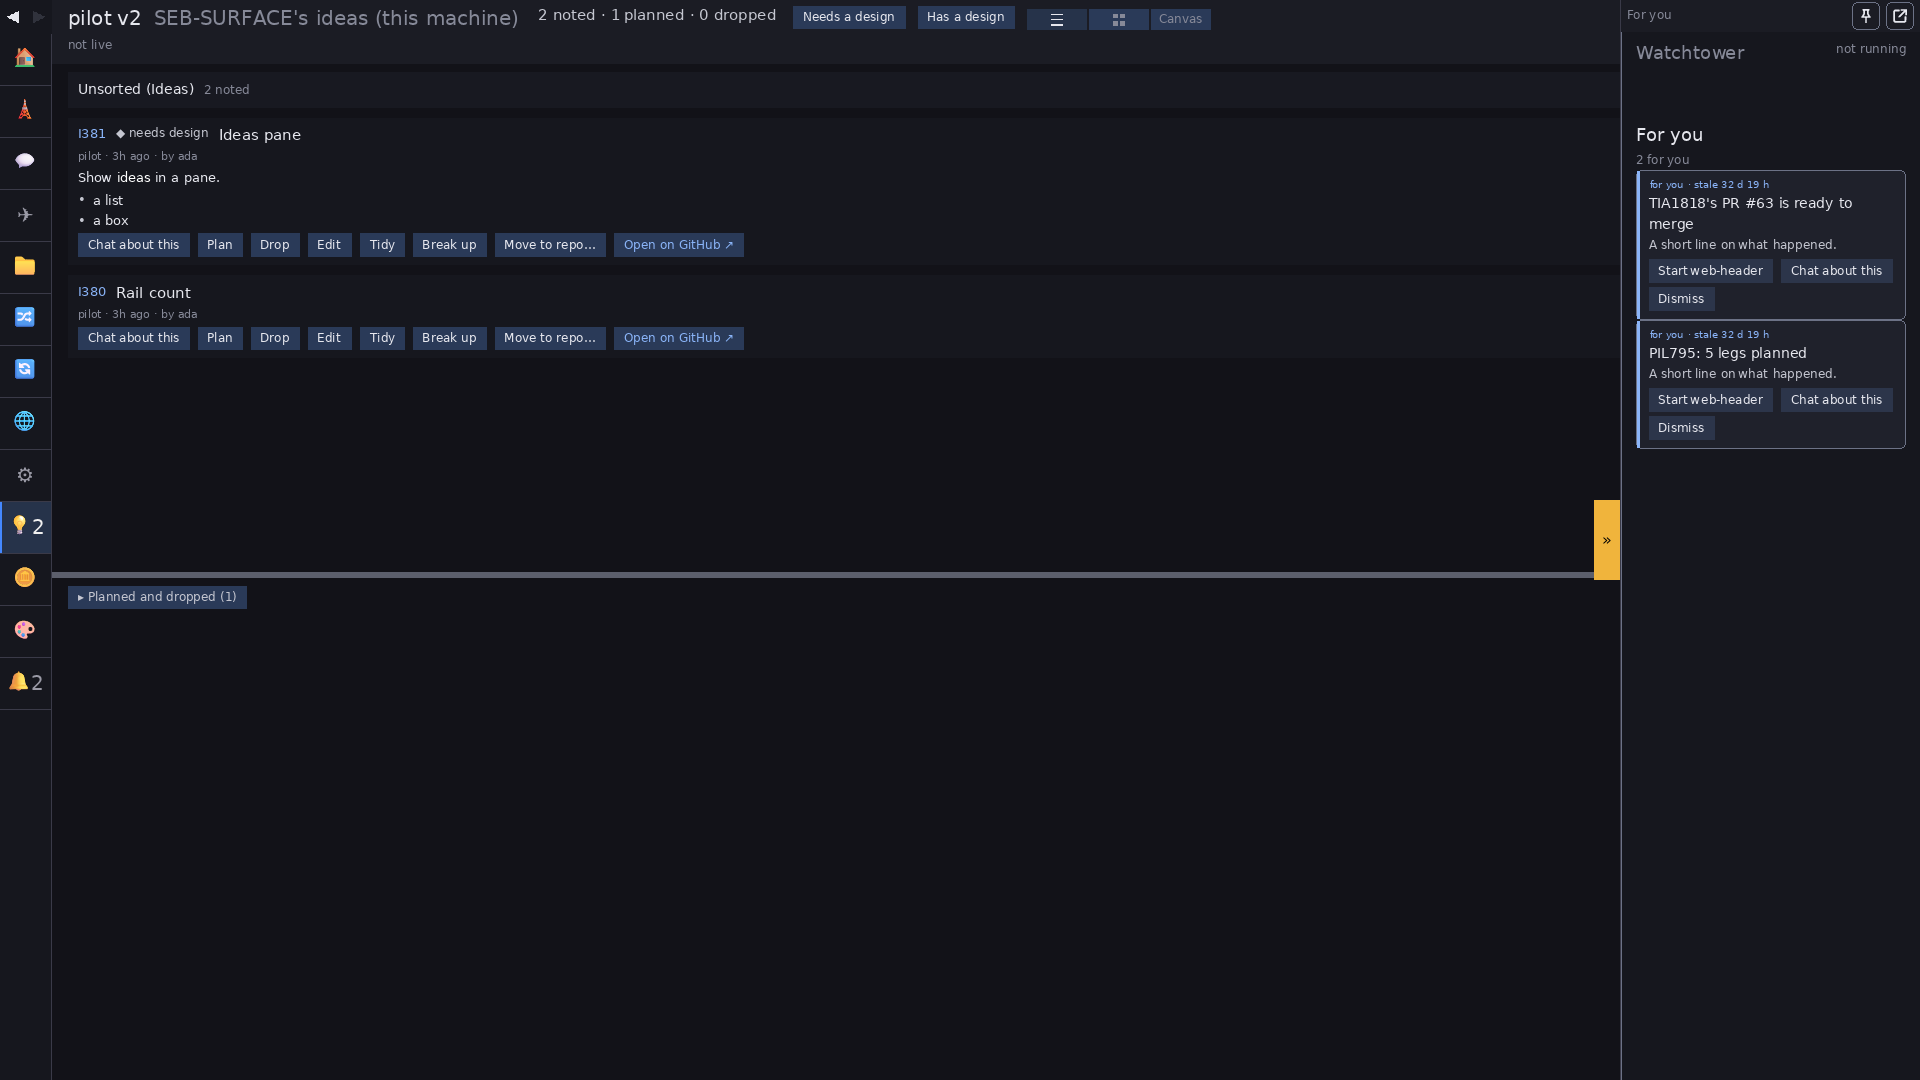 pilot v2 SEB-SURFACE's ideas (this machine) 2 noted · 1 planned · 0 dropped Needs a design Has a design Canvas
not live
Unsorted (Ideas) 2 noted
I381 ◆ needs design Ideas pane
pilot · 3h ago · by ada
Show ideas in a pane.
• a list
• a box
Chat about this Plan Drop Edit Tidy Break up Move to repo... Open on GitHub ↗
I380 Rail count
pilot · 3h ago · by ada
Chat about this Plan Drop Edit Tidy Break up Move to repo... Open on GitHub ↗
2
»
▸ Planned and dropped (1)
2
For you
Watchtower not running
For you
2 for you
for you · stale 32 d 19 h
TIA1818's PR #63 is ready to
merge
A short line on what happened.
Start web-header Chat about this
Dismiss
for you · stale 32 d 19 h
PIL795: 5 legs planned
A short line on what happened.
Start web-header Chat about this
Dismiss